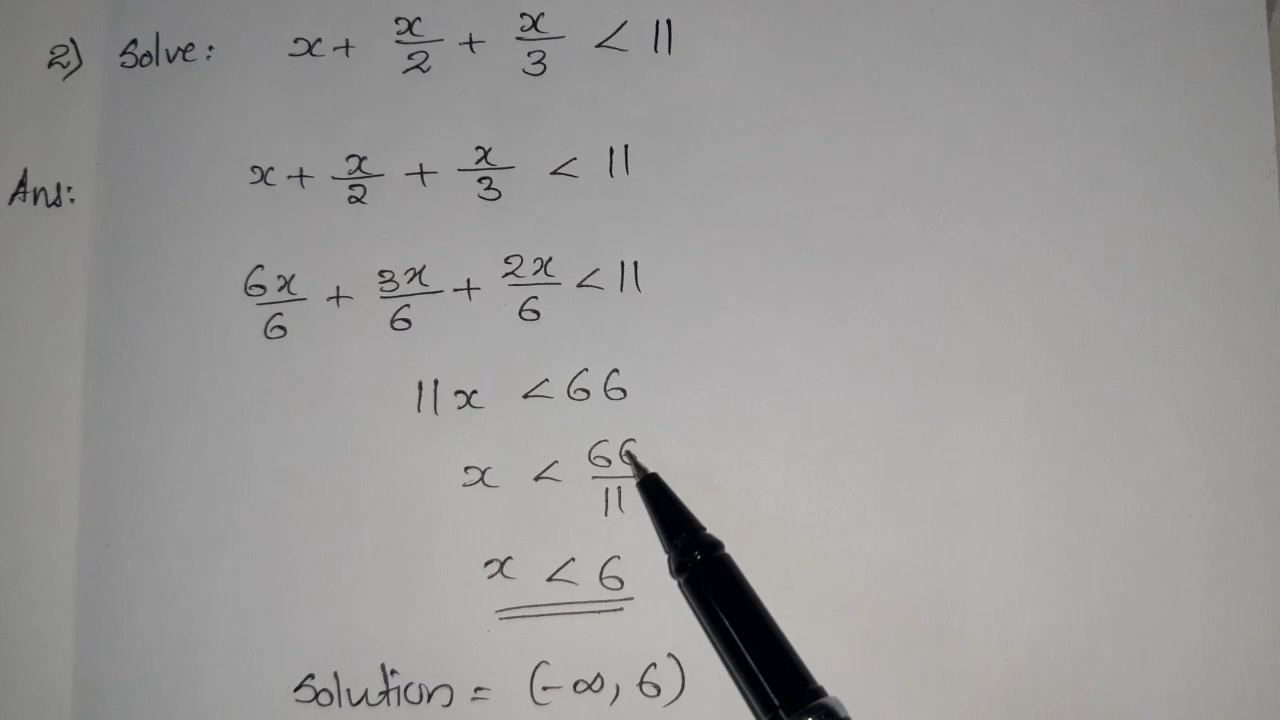 2) Solve: x + x/2 + x/3 < 11
Ans: x + x/2 + x/3 < 11
6x/6 + 3x/6 + 2x/6 < 11
11x < 66
x < 66/11
x < 6
Solution = (-∞, 6)